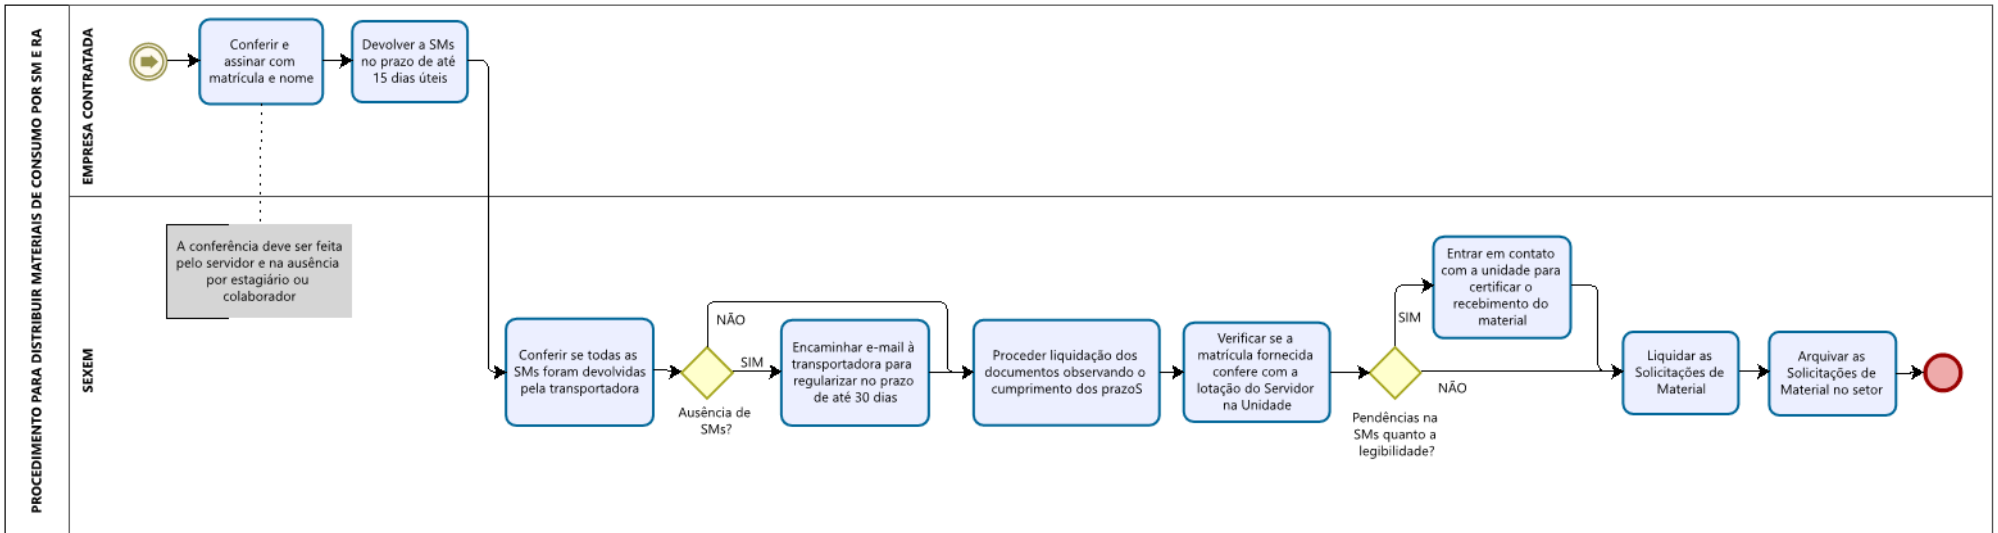 PROCEDIMENTO PARA DISTRIBUIR MATERIAIS DE CONSUMO POR SM E RA
EMPRESA CONTRATADA
Conferir e
assinar com
matrícula e nome
Devolver a SMs
no prazo de até
15 dias úteis
A conferência deve ser feita
pelo servidor e na ausência
por estagiário ou
colaborador
SEXEM
Conferir se todas as
SMs foram devolvidas
pela transportadora
Ausência de
SMs?
NÃO
SIM
Encaminhar e-mail à
transportadora para
regularizar no prazo
de até 30 dias
Proceder liquidação dos
documentos observando o
cumprimento dos prazoS
Verificar se a
matrícula fornecida
confere com a
lotação do Servidor
na Unidade
Pendências na
SMs quanto a
legibilidade?
SIM
NÃO
Entrar em contato
com a unidade para
certificar o
recebimento do
material
Liquidar as
Solicitações de
Material
Arquivar as
Solicitações de
Material no setor